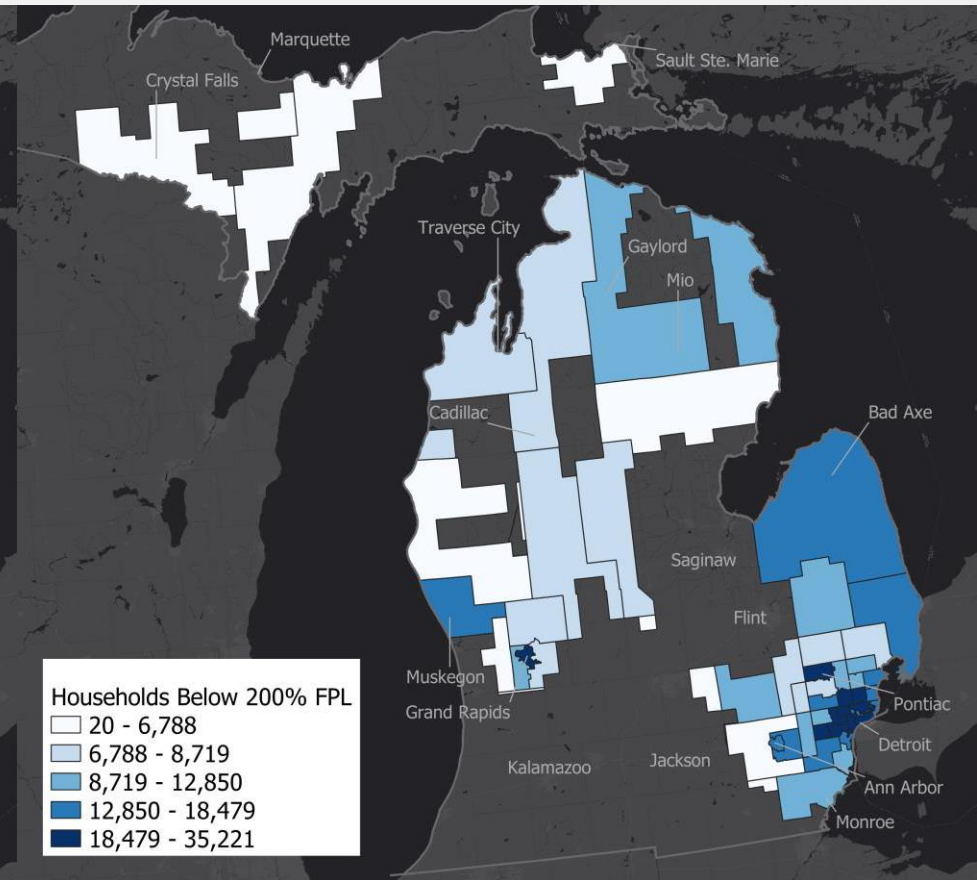 Marquette
Sault Ste. Marie
Crystal Falls
Traverse City
Gaylord
Mio
Cadillac
Bad Axe
Saginaw
Flint
Muskegon
Grand Rapids
Pontiac
Detroit
Kalamazoo
Jackson
Ann Arbor
Monroe
Households Below 200% FPL
20 - 6,788
6,788 - 8,719
8,719 - 12,850
12,850 - 18,479
18,479 - 35,221